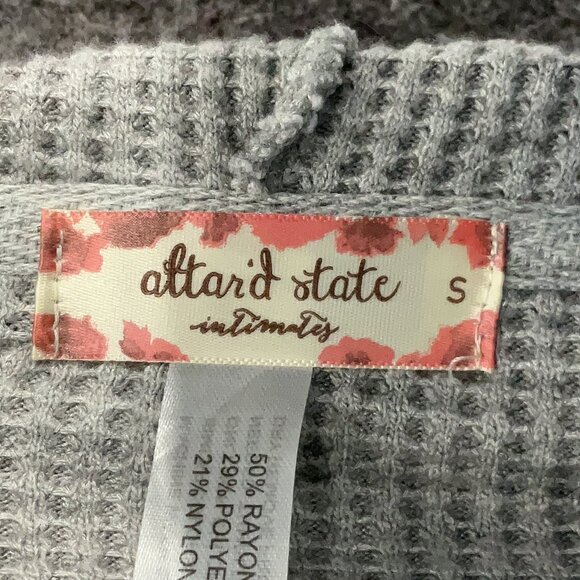 altar'd state
S
intimates
50% RAYON
29% POLYE
21% NYLON